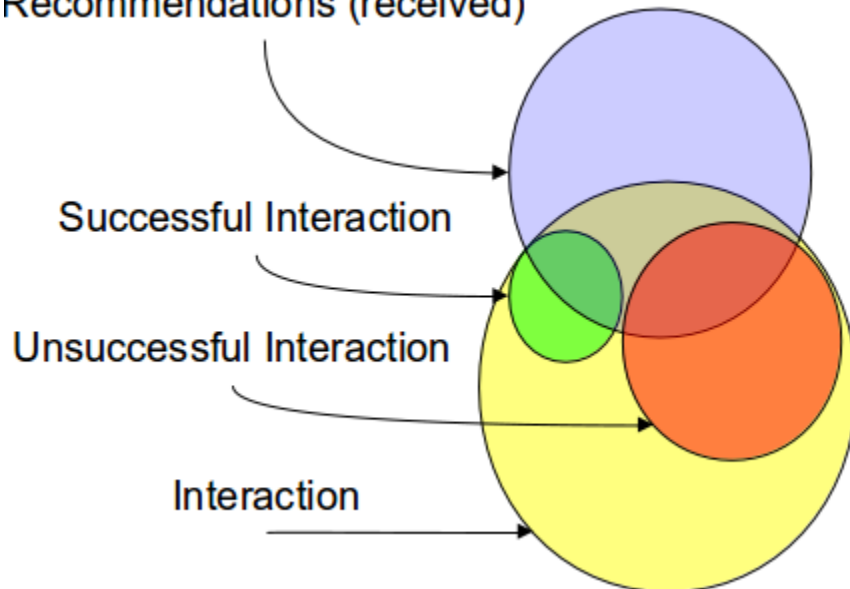 Recommendations (received)
Successful Interaction
Unsuccessful Interaction
Interaction